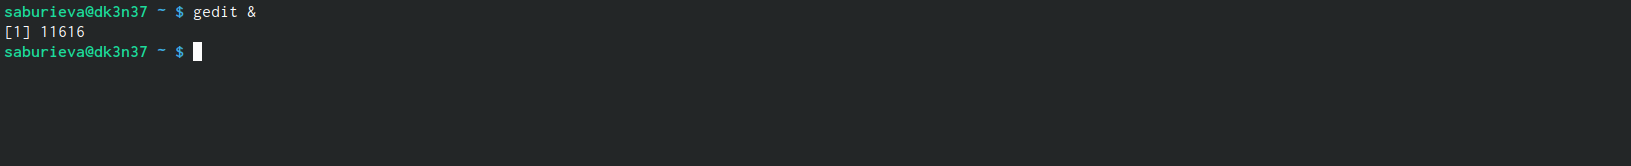 saburieva@dk3n37 ~ $ gedit &
[1] 11616
saburieva@dk3n37 ~ $